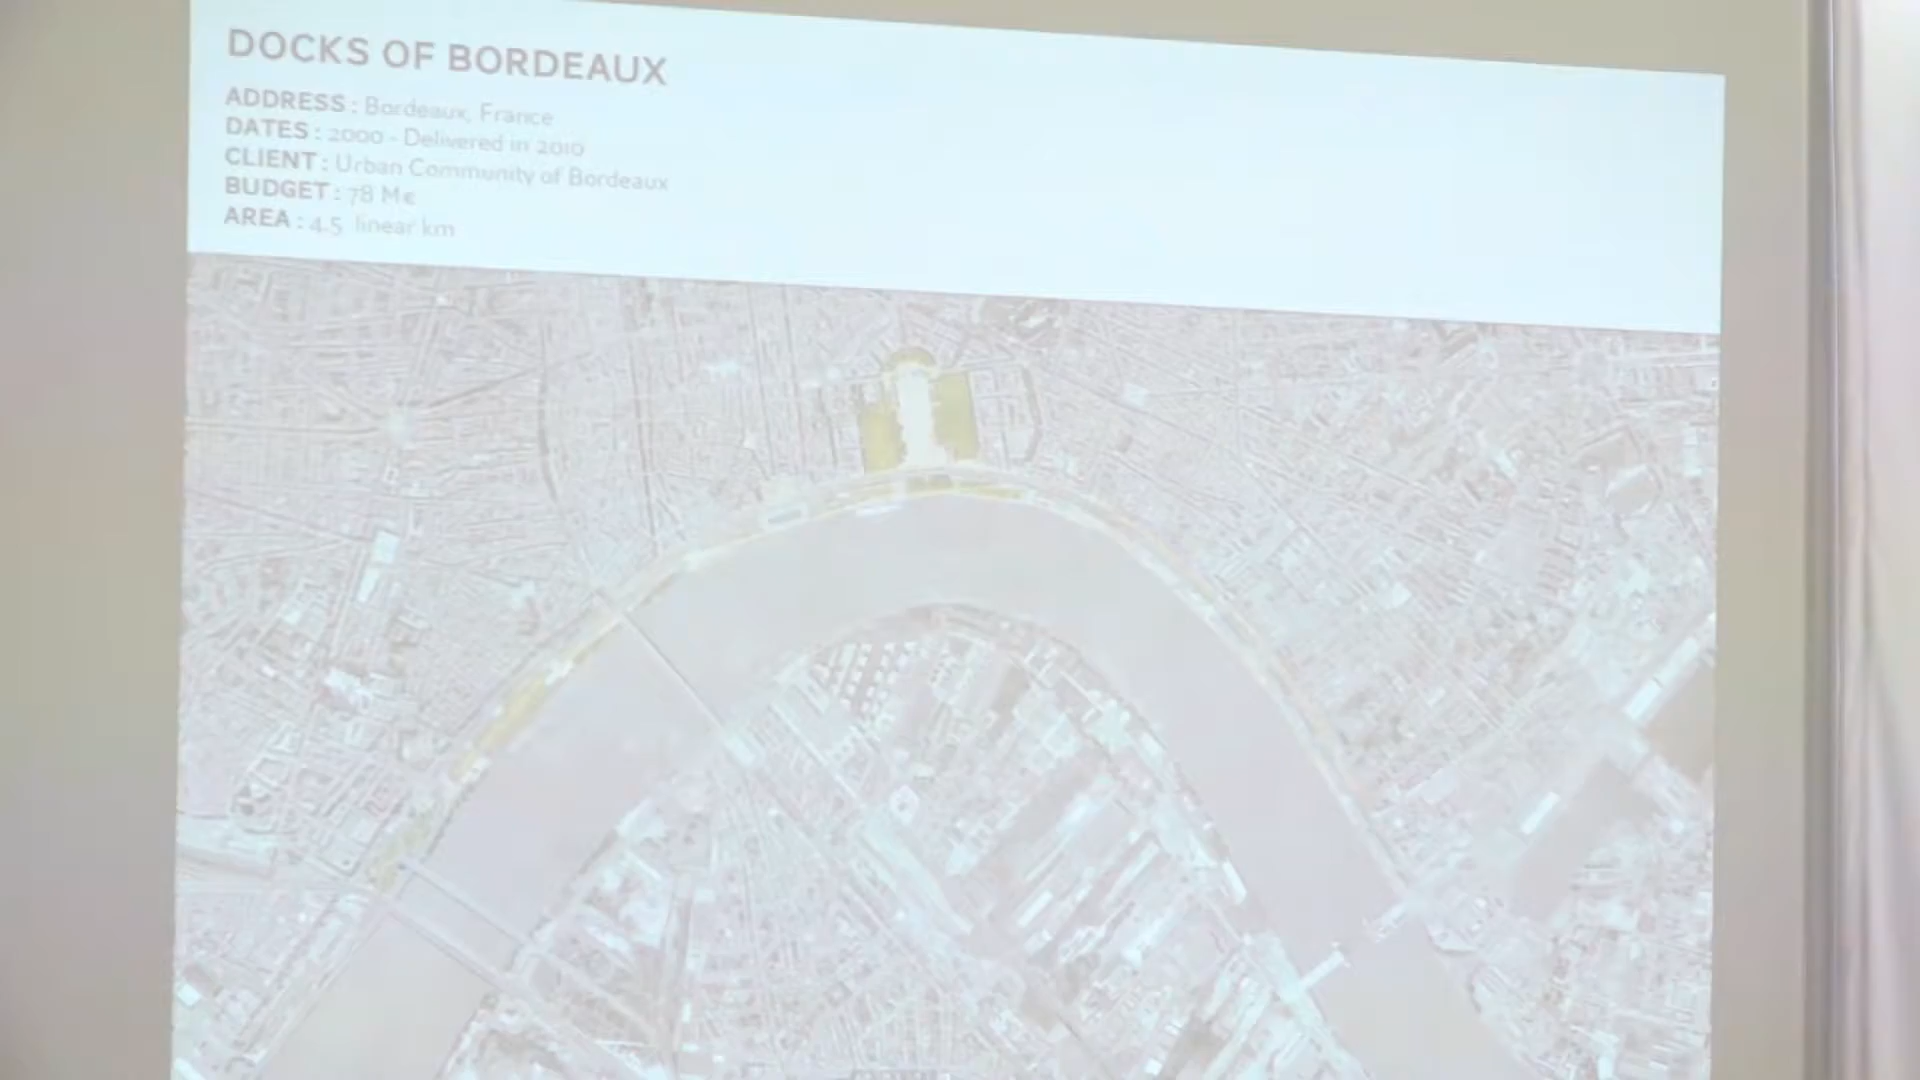 DOCKS OF BORDEAUX
ADDRESS : Bordeaux, France
DATES : 2000 - Delivered in 2010
CLIENT : Urban Community of Bordeaux
BUDGET : 78 M€
AREA : 4.5 linear km